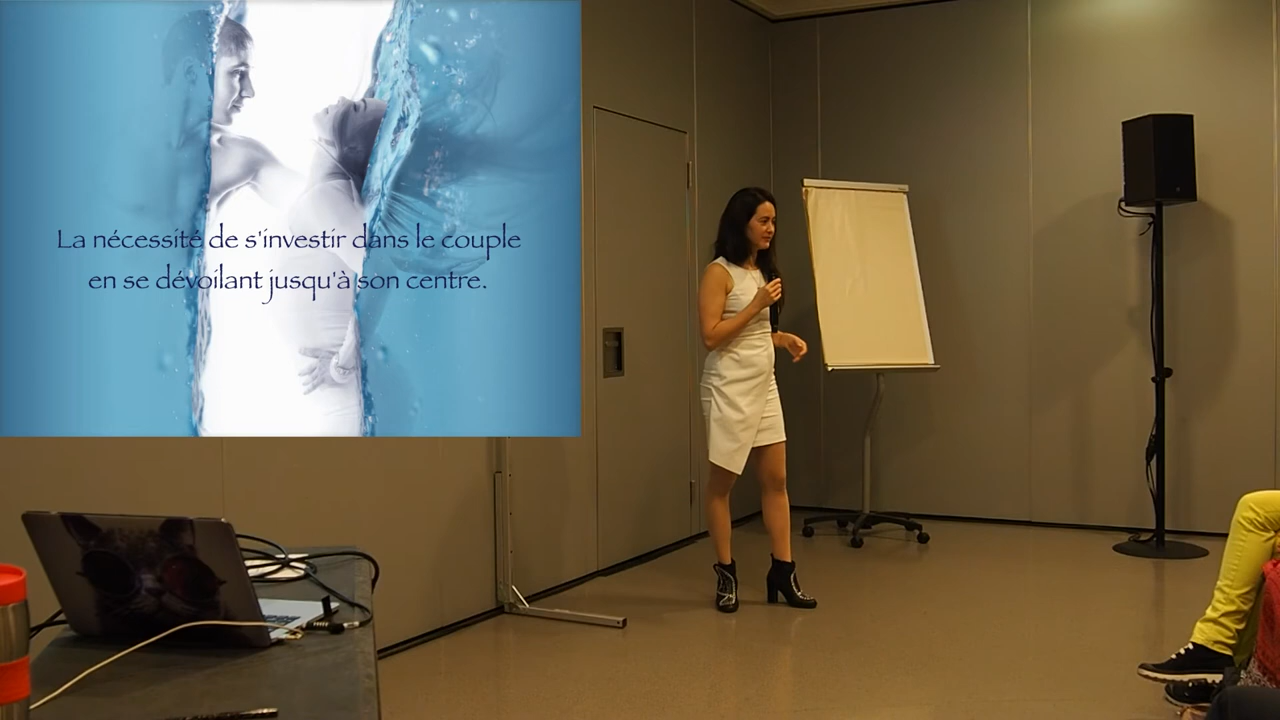 La nécessité de s'investir dans le couple
en se dévoilant jusqu'à son centre.